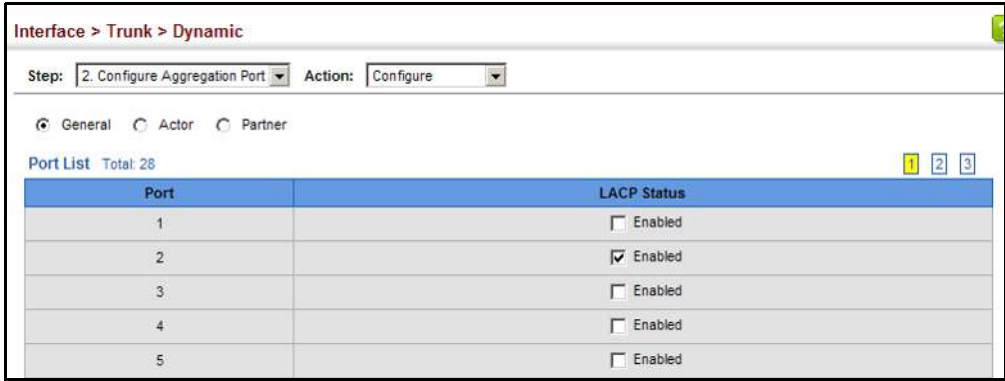 Interface > Trunk > Dynamic
Step: 2. Configure Aggregation Port Action: Configure
General Actor Partner
Port List Total: 28 1 2 3
Port LACP Status
1 Enabled
2 Enabled
3 Enabled
4 Enabled
5 Enabled